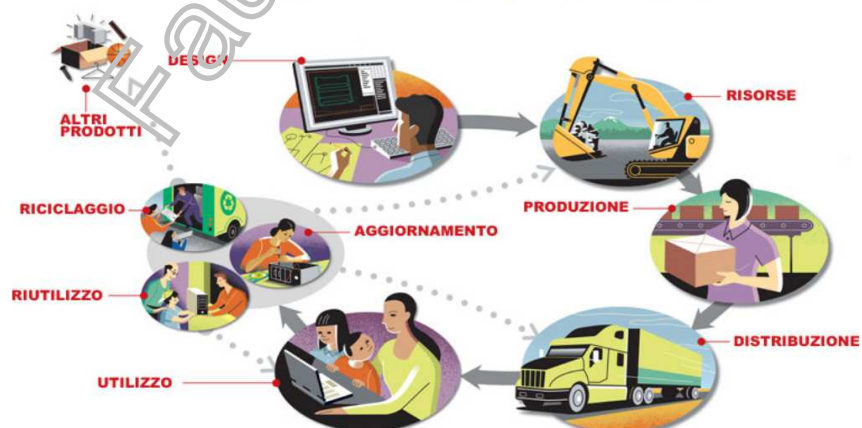 DESIGN
RISORSE
ALTRI
PRODOTTI
RICICLAGGIO
PRODUZIONE
AGGIORNAMENTO
RIUTILIZZO
DISTRIBUZIONE
UTILIZZO